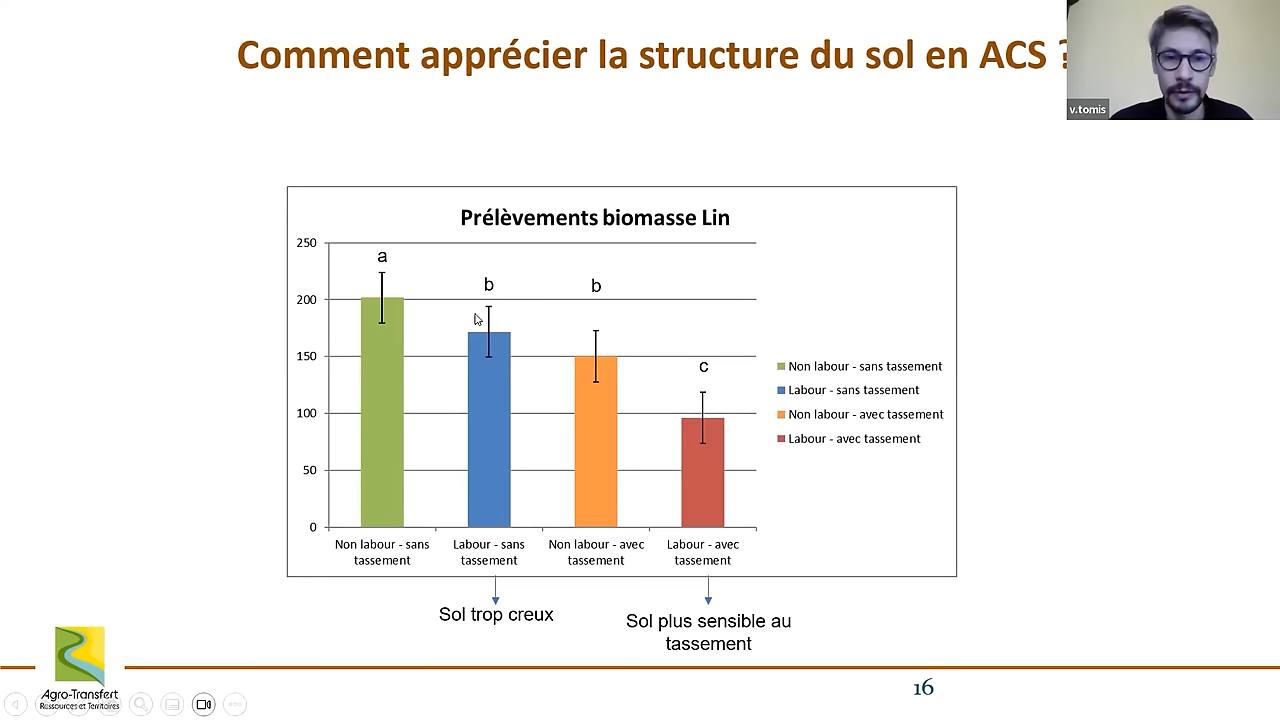 Comment apprécier la structure du sol en ACS ?
v.tomis
Prélèvements biomasse Lin
250
200
150
100
50
0
a
b
b
c
Non labour - sans
tassement
Labour - sans
tassement
Non labour - avec
tassement
Labour - avec
tassement
Non labour - sans tassement
Labour - sans tassement
Non labour - avec tassement
Labour - avec tassement
Sol trop creux
Sol plus sensible au
tassement
Agro-Transfert
Ressources et Territoires
16